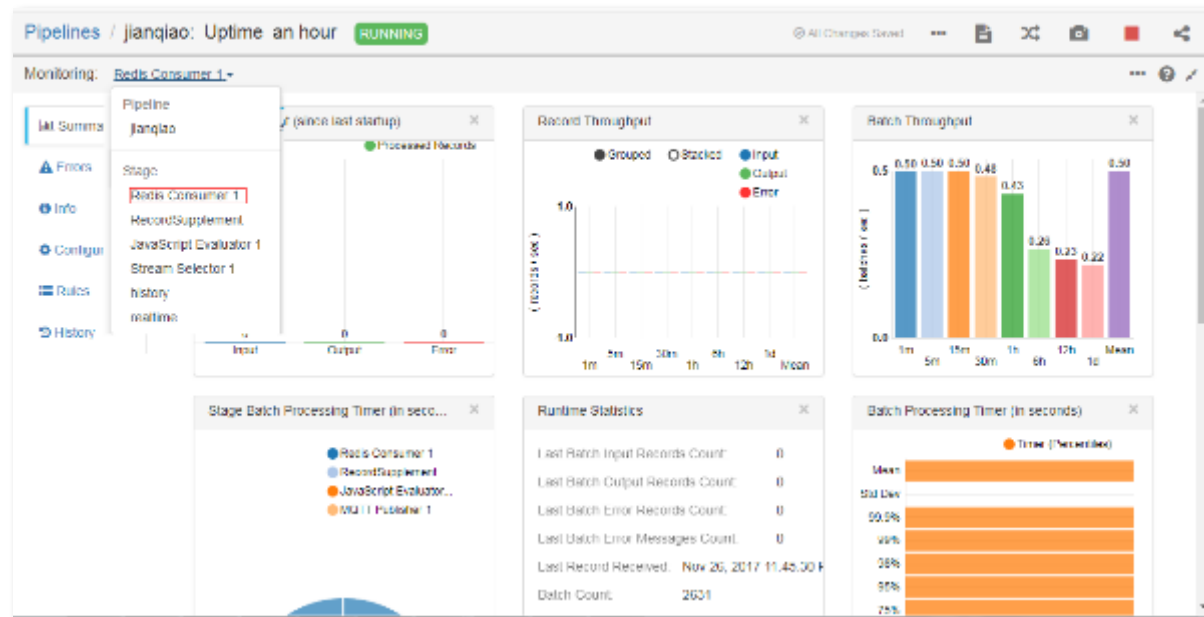 Pipelines / jianqiao: Uptime an hour RUNNING
All Changes Saved
Monitoring: Redis Consumer 1
Pipeline
jianqiao
Stage
Redis Consumer 1
RecordSupplement
JavaScript Evaluator 1
Stream Selector 1
history
realtime
Summa
Errors
Info
Configur
Rules
History
(since last startup)
Processed Records
0 0
Input Output Error
Record Throughput
Grouped Stacked Input
Output
Error
1.0
( records / sec )
1.0
1m 5m 15m 30m 1h 6h 12h 1d Mean
Batch Throughput
0.5
0.50 0.50 0.50 0.48 0.43 0.26 0.23 0.22 0.50
( batches / sec )
0.0
1m 5m 15m 30m 1h 6h 12h 1d Mean
Stage Batch Processing Timer (in seco...
Redis Consumer 1
RecordSupplement
JavaScript Evaluator...
MQTT Publisher 1
Runtime Statistics
Last Batch Input Records Count: 0
Last Batch Output Records Count: 0
Last Batch Error Records Count: 0
Last Batch Error Messages Count: 0
Last Record Received: Nov 26, 2017 11:45:30 P
Batch Count: 2631
Batch Processing Timer (in seconds)
Timer (Percentiles)
Mean
Std Dev
99.9%
99%
98%
95%
75%